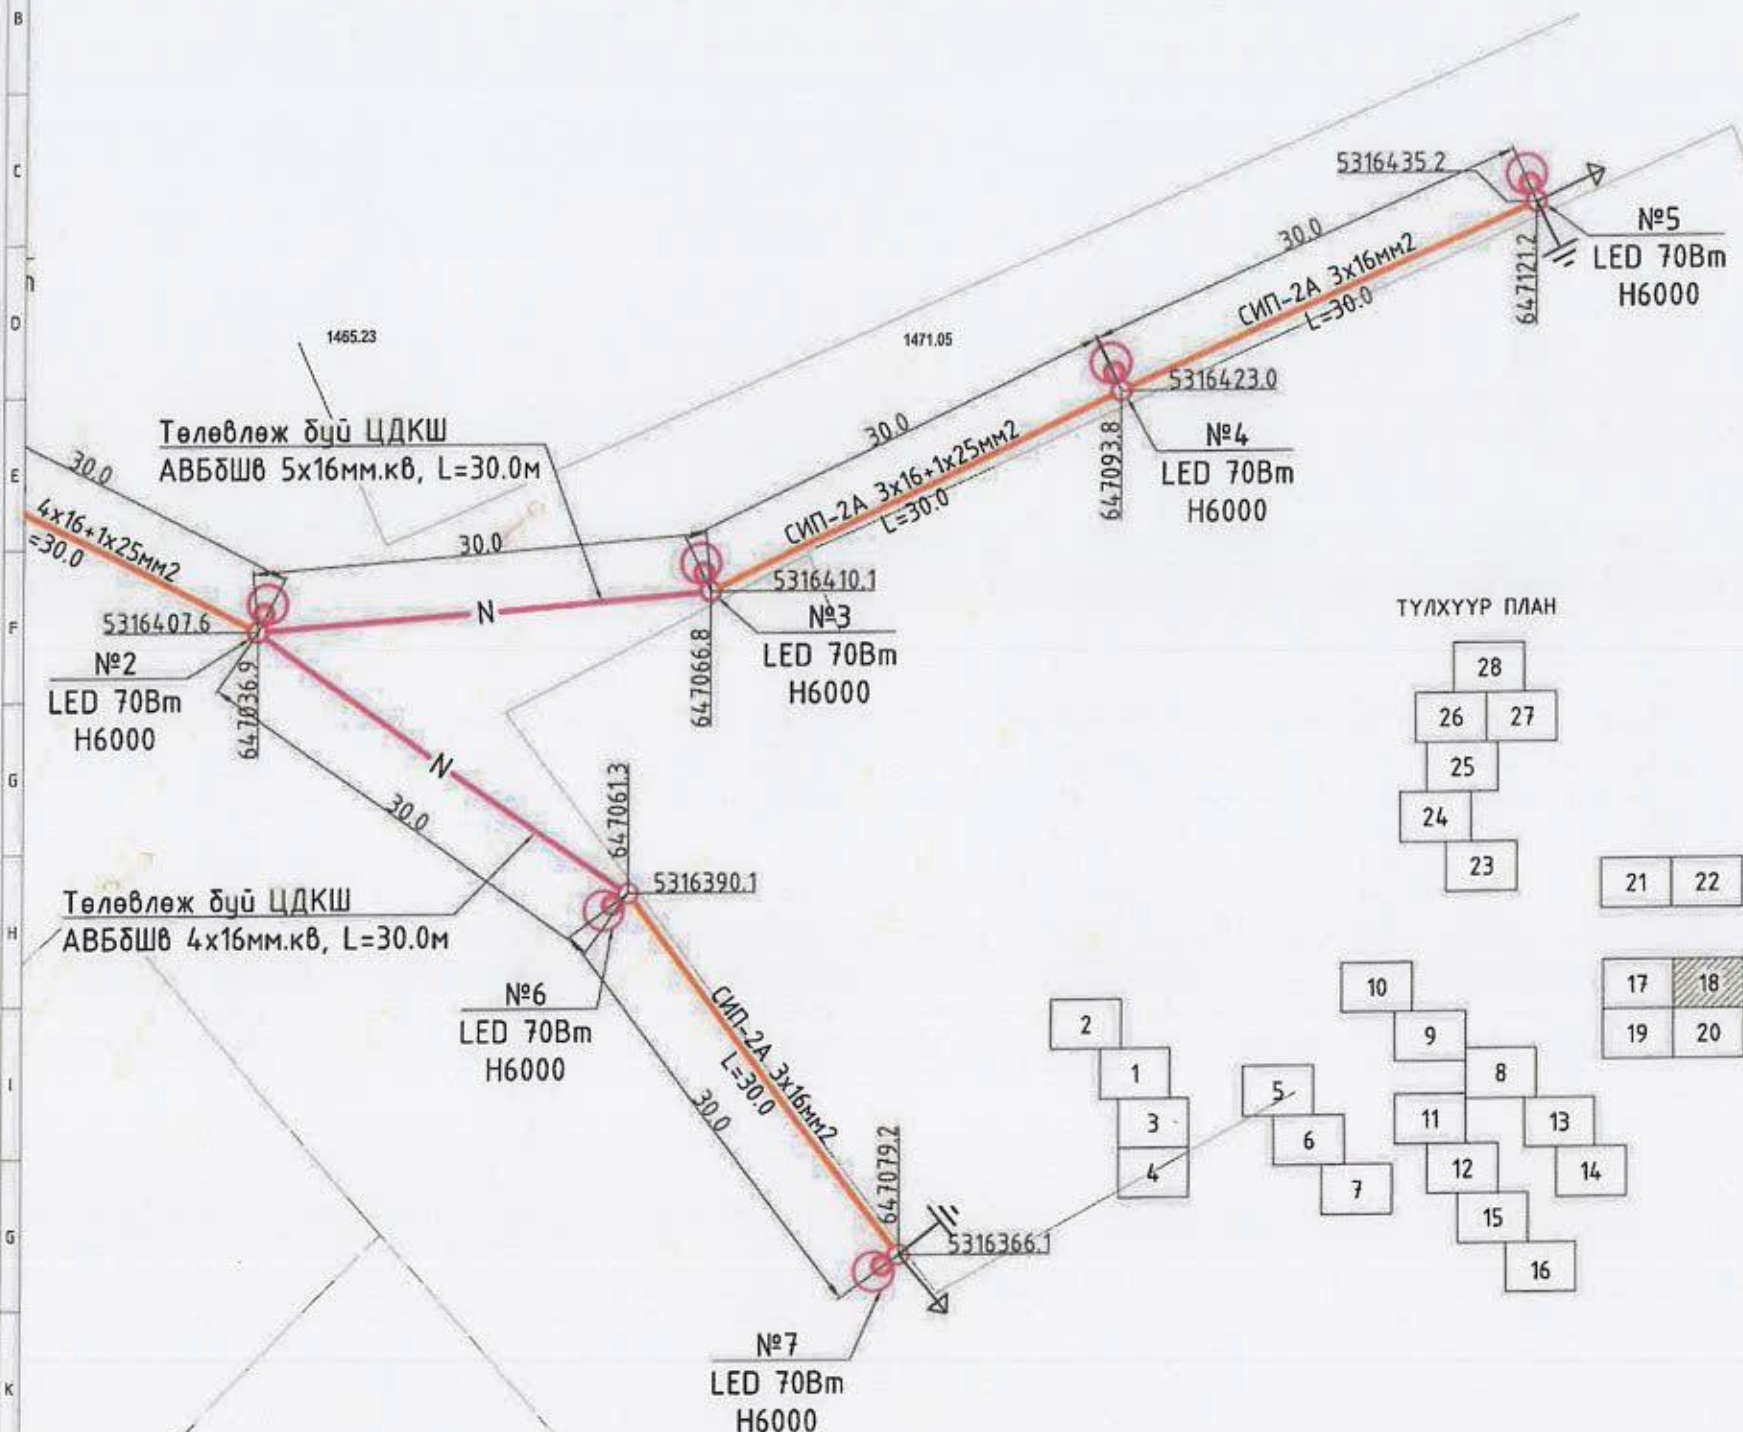 B
C
D
E
F
G
H
I
G
K
5316435.2
30.0
№5
LED 70Вт
H6000
647121.2
СИП-2А 3х16мм2
L=30.0
1465.23
1471.05
5316423.0
647093.8
№4
LED 70Вт
H6000
30.0
СИП-2А 3х16+1х25мм2
L=30.0
Төлөвлөж буй ЦДКШ
АВБбШв 5х16мм.кв, L=30.0м
30.0
4х16+1х25мм2
=30.0
30.0
N
5316410.1
647066.8
№3
LED 70Вт
H6000
5316407.6
647036.9
№2
LED 70Вт
H6000
N
30.0
647061.3
5316390.1
Төлөвлөж буй ЦДКШ
АВБбШв 4х16мм.кв, L=30.0м
№6
LED 70Вт
H6000
СИП-2А 3х16мм2
L=30.0
30.0
647079.2
5316366.1
№7
LED 70Вт
H6000
ТҮЛХҮҮР ПЛАН
28
26 27
25
24
23
21 22
17 18
19 20
10
9
8
11
13
12
14
15
16
2
1
3
4
5
6
7